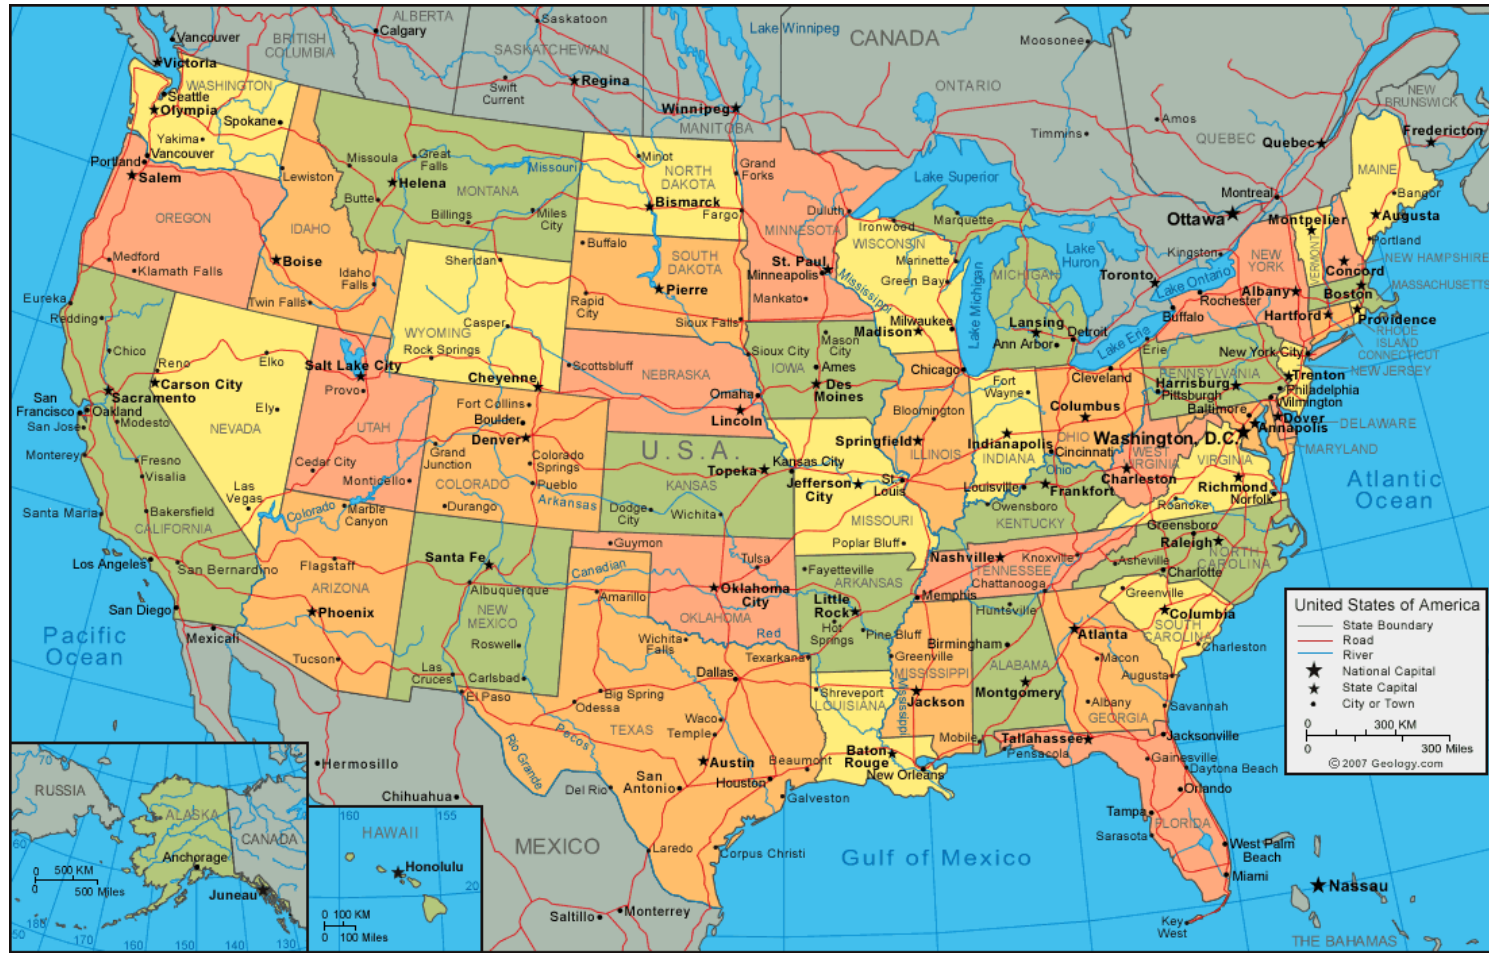 Vancouver
BRITISH
COLUMBIA
ALBERTA
Calgary
Saskatoon
SASKATCHEWAN
Swift
Current
Regina
Lake Winnipeg
Winnipeg
MANITOBA
CANADA
ONTARIO
Moosonee
Timmins
Amos
QUEBEC
Quebec
NEW
BRUNSWICK
Fredericton
Victoria
WASHINGTON
Seattle
Olympia
Spokane
Yakima
Vancouver
Portland
Salem
OREGON
Medford
Klamath Falls
Lewiston
IDAHO
Boise
Idaho
Falls
Twin Falls
Missoula
Great
Falls
Helena
Butte
MONTANA
Billings
Miles
City
Missouri
Minot
NORTH
DAKOTA
Bismarck
Fargo
Grand
Forks
Buffalo
SOUTH
DAKOTA
Pierre
Rapid
City
Sioux Falls
Duluth
MINNESOTA
St. Paul
Minneapolis
Mankato
Mississippi
Lake Superior
Ironwood
Marquette
WISCONSIN
Marinette
Green Bay
Milwaukee
Madison
Lake Michigan
MICHIGAN
Lake
Huron
Lansing
Ann Arbor
Detroit
Toronto
Lake Ontario
Lake Erie
Kingston
Ottawa
Montreal
Montpelier
VERMONT
MAINE
Bangor
Augusta
Portland
NEW HAMPSHIRE
Concord
MASSACHUSETTS
Boston
NEW
YORK
Albany
Rochester
Buffalo
Hartford
Providence
RHODE
ISLAND
CONNECTICUT
NEW JERSEY
New York City
Trenton
Philadelphia
Wilmington
Erie
PENNSYLVANIA
Harrisburg
Pittsburgh
Baltimore
Dover
DELAWARE
Annapolis
MARYLAND
Washington, D.C.
Eureka
Redding
Chico
Reno
Elko
Carson City
Sacramento
San
Francisco
Oakland
San Jose
Modesto
Monterey
Fresno
Visalia
Ely
NEVADA
Las
Vegas
Santa Maria
Bakersfield
CALIFORNIA
Los Angeles
San Bernardino
San Diego
Mexicali
Sheridan
WYOMING
Casper
Rock Springs
Cheyenne
Salt Lake City
Provo
UTAH
Cedar City
Monticello
Fort Collins
Boulder
Denver
Grand
Junction
Colorado
Springs
Pueblo
COLORADO
Durango
Arkansas
Colorado
Marble
Canyon
Flagstaff
ARIZONA
Phoenix
Tucson
Santa Fe
Albuquerque
NEW
MEXICO
Roswell
Las
Cruces
Carlsbad
El Paso
Scottsbluff
NEBRASKA
Omaha
Lincoln
U.S.A.
Topeka
KANSAS
Dodge
City
Wichita
Kansas City
Sioux City
Mason
City
IOWA
Ames
Des
Moines
Jefferson
City
St.
Louis
MISSOURI
Poplar Bluff
Chicago
Bloomington
Springfield
ILLINOIS
Fort
Wayne
Indianapolis
INDIANA
Cleveland
Columbus
OHIO
Cincinnati
Ohio
Louisville
Frankfort
Owensboro
KENTUCKY
WEST
VIRGINIA
Charleston
VIRGINIA
Richmond
Norfolk
Roanoke
Greensboro
Raleigh
NORTH
CAROLINA
Asheville
Charlotte
Nashville
Knoxville
TENNESSEE
Chattanooga
Memphis
Guymon
Tulsa
Canadian
Oklahoma
City
OKLAHOMA
Red
Fayetteville
ARKANSAS
Little
Rock
Hot
Springs
Pine Bluff
Texarkana
Amarillo
Wichita
Falls
Dallas
Big Spring
Odessa
TEXAS
Waco
Temple
Pecos
Rio Grande
Austin
San
Antonio
Houston
Beaumont
Galveston
Del Rio
Laredo
Corpus Christi
Shreveport
LOUISIANA
Baton
Rouge
New Orleans
Greenville
MISSISSIPPI
Mississippi
Jackson
Huntsville
Birmingham
ALABAMA
Montgomery
Mobile
Pensacola
Atlanta
Macon
Augusta
Albany
GEORGIA
Savannah
Greenville
Columbia
SOUTH
CAROLINA
Charleston
Tallahassee
Jacksonville
Gainesville
Daytona Beach
Orlando
Tampa
Sarasota
FLORIDA
West Palm
Beach
Miami
Key
West
Nassau
THE BAHAMAS
Pacific
Ocean
Atlantic
Ocean
Gulf of Mexico
Hermosillo
Chihuahua
MEXICO
Saltillo
Monterrey
RUSSIA
70
ALASKA
CANADA
Anchorage
Juneau
60
0 500 KM
0 500 Miles
50
180
170
160
150
140
130
160
155
HAWAII
Honolulu
20
0 100 KM
0 100 Miles
United States of America
State Boundary
Road
River
National Capital
State Capital
City or Town
0 300 KM
0 300 Miles
© 2007 Geology.com